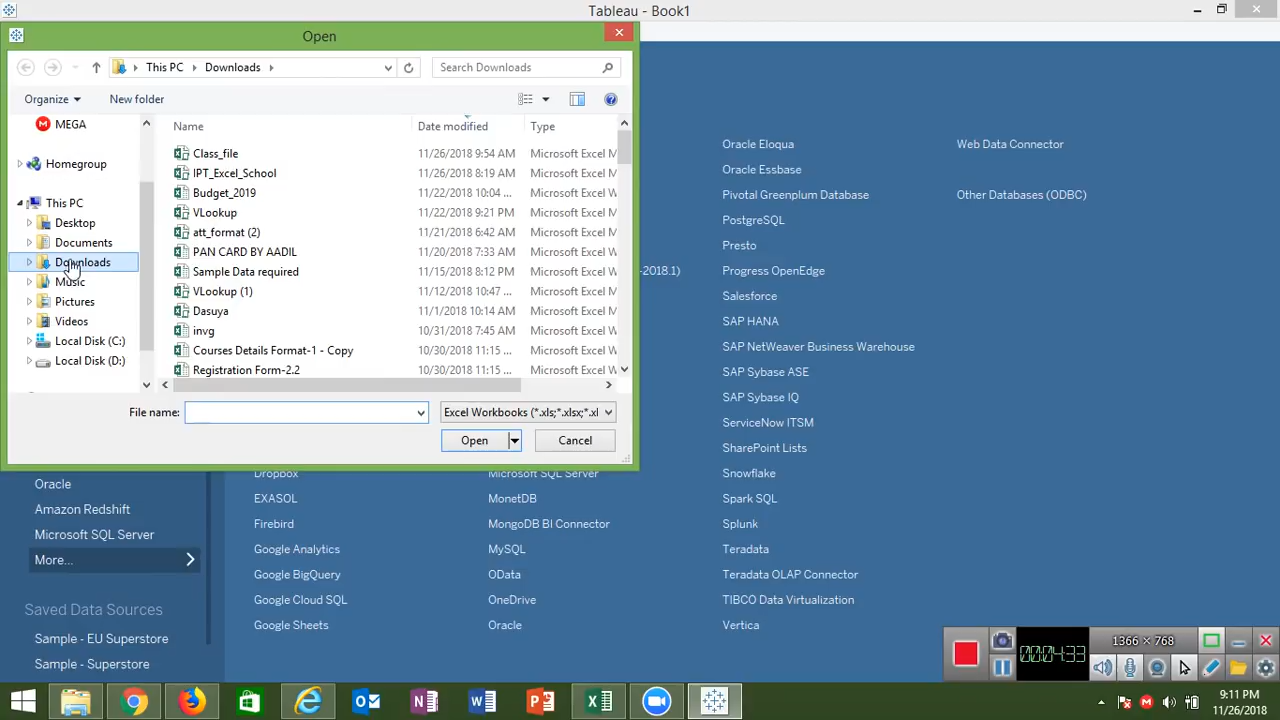 Tableau - Book1
Open
This PC
Downloads
Search Downloads
Organize
New folder
MEGA
Homegroup
This PC
Desktop
Documents
Downloads
Music
Pictures
Videos
Local Disk (C:)
Local Disk (D:)
Name Date modified Type
Class_file 11/26/2018 9:54 AM Microsoft Excel M
IPT_Excel_School 11/26/2018 8:19 AM Microsoft Excel M
Budget_2019 11/22/2018 10:04 ... Microsoft Excel W
VLookup 11/22/2018 9:21 PM Microsoft Excel M
att_format (2) 11/21/2018 6:42 AM Microsoft Excel M
PAN CARD BY AADIL 11/20/2018 7:33 AM Microsoft Excel M
Sample Data required 11/15/2018 8:12 PM Microsoft Excel M
VLookup (1) 11/12/2018 10:47 ... Microsoft Excel M
Dasuya 11/1/2018 10:14 AM Microsoft Excel M
invg 10/31/2018 7:45 AM Microsoft Excel W
Courses Details Format-1 - Copy 10/30/2018 11:15 ... Microsoft Excel W
Registration Form-2.2 10/30/2018 11:15 ... Microsoft Excel W
File name:
Excel Workbooks (*.xls;*.xlsx;*.xl
Open
Cancel
Oracle
Amazon Redshift
Microsoft SQL Server
More...
Saved Data Sources
Sample - EU Superstore
Sample - Superstore
Dropbox
EXASOL
Firebird
Google Analytics
Google BigQuery
Google Cloud SQL
Google Sheets
Microsoft SQL Server
MonetDB
MongoDB BI Connector
MySQL
OData
OneDrive
Oracle
-2018.1)
Oracle Eloqua
Oracle Essbase
Pivotal Greenplum Database
PostgreSQL
Presto
Progress OpenEdge
Salesforce
SAP HANA
SAP NetWeaver Business Warehouse
SAP Sybase ASE
SAP Sybase IQ
ServiceNow ITSM
SharePoint Lists
Snowflake
Spark SQL
Splunk
Teradata
Teradata OLAP Connector
TIBCO Data Virtualization
Vertica
Web Data Connector
Other Databases (ODBC)
00:04:33
1366 × 768
9:11 PM
11/26/2018